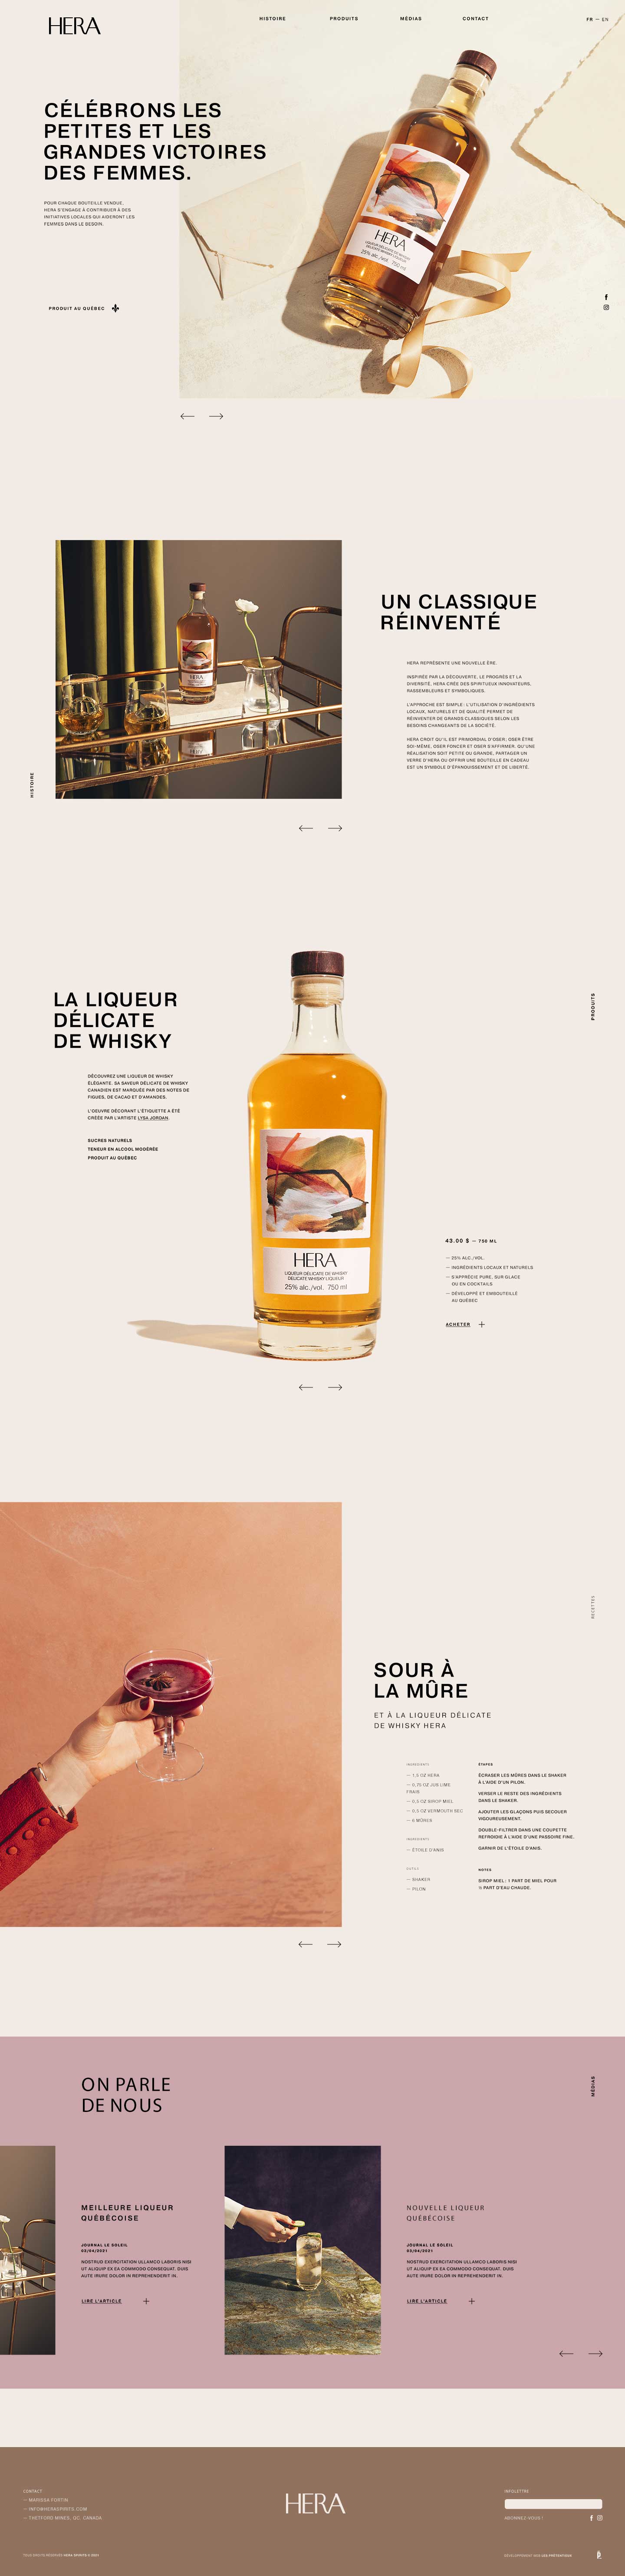 HERA
HISTOIRE
PRODUITS
MÉDIAS
CONTACT
FR — EN
CÉLÉBRONS LES
PETITES ET LES
GRANDES VICTOIRES
DES FEMMES.
POUR CHAQUE BOUTEILLE VENDUE,
HERA S'ENGAGE À CONTRIBUER À DES
INITIATIVES LOCALES QUI AIDERONT LES
FEMMES DANS LE BESOIN.
PRODUIT AU QUÉBEC
HERA
LIQUEUR DÉLICATE DE WHISKY
DELICATE WHISKY LIQUEUR
25% alc./vol. 750 ml
UN CLASSIQUE
RÉINVENTÉ
HERA REPRÉSENTE UNE NOUVELLE ÈRE.
INSPIRÉE PAR LA DÉCOUVERTE, LE PROGRÈS ET LA
DIVERSITÉ, HERA CRÉE DES SPIRITUEUX INNOVATEURS,
RASSEMBLEURS ET SYMBOLIQUES.
L'APPROCHE EST SIMPLE : L'UTILISATION D'INGRÉDIENTS
LOCAUX, NATURELS ET DE QUALITÉ PERMET DE
RÉINVENTER DE GRANDS CLASSIQUES SELON LES
BESOINS CHANGEANTS DE LA SOCIÉTÉ.
HERA CROIT QU'IL EST PRIMORDIAL D'OSER; OSER ÊTRE
SOI-MÊME, OSER FONCER ET OSER S'AFFIRMER. QU'UNE
RÉALISATION SOIT PETITE OU GRANDE, PARTAGER UN
VERRE D'HERA OU OFFRIR UNE BOUTEILLE EN CADEAU
EST UN SYMBOLE D'ÉPANOUISSEMENT ET DE LIBERTÉ.
HERA
HISTOIRE
LA LIQUEUR
DÉLICATE
DE WHISKY
PRODUITS
DÉCOUVREZ UNE LIQUEUR DE WHISKY
ÉLÉGANTE. SA SAVEUR DÉLICATE DE WHISKY
CANADIEN EST MARQUÉE PAR DES NOTES DE
FIGUES, DE CACAO ET D'AMANDES.
L'OEUVRE DÉCORANT L'ÉTIQUETTE A ÉTÉ
CRÉÉE PAR L'ARTISTE LYSA JORDAN.
SUCRES NATURELS
TENEUR EN ALCOOL MODÉRÉE
PRODUIT AU QUÉBEC
HERA
LIQUEUR DÉLICATE DE WHISKY
DELICATE WHISKY LIQUEUR
25% alc./vol. 750 ml
43.00 $ — 750 ML
— 25% ALC./VOL.
— INGRÉDIENTS LOCAUX ET NATURELS
— S'APPRÉCIE PURE, SUR GLACE
OU EN COCKTAILS
— DÉVELOPPÉ ET EMBOUTEILLÉ
AU QUÉBEC
ACHETER
RECETTES
SOUR À
LA MÛRE
ET À LA LIQUEUR DÉLICATE
DE WHISKY HERA
INGRÉDIENTS
— 1,5 OZ HERA
— 0,75 OZ JUS LIME
FRAIS
— 0,5 OZ SIROP MIEL
— 0,5 OZ VERMOUTH SEC
— 6 MÛRES
INGRÉDIENTS
— ÉTOILE D'ANIS
OUTILS
— SHAKER
— PILON
ÉTAPES
ÉCRASER LES MÛRES DANS LE SHAKER
À L'AIDE D'UN PILON.
VERSER LE RESTE DES INGRÉDIENTS
DANS LE SHAKER.
AJOUTER LES GLAÇONS PUIS SECOUER
VIGOUREUSEMENT.
DOUBLE-FILTRER DANS UNE COUPETTE
REFROIDIE À L'AIDE D'UNE PASSOIRE FINE.
GARNIR DE L'ÉTOILE D'ANIS.
NOTES
SIROP MIEL : 1 PART DE MIEL POUR
PART D'EAU CHAUDE.
ON PARLE
DE NOUS
MÉDIAS
MEILLEURE LIQUEUR
QUÉBÉCOISE
JOURNAL LE SOLEIL
03/04/2021
NOSTRUD EXERCITATION ULLAMCO LABORIS NISI
UT ALIQUIP EX EA COMMODO CONSEQUAT. DUIS
AUTE IRURE DOLOR IN REPREHENDERIT IN.
LIRE L'ARTICLE
NOUVELLE LIQUEUR
QUÉBÉCOISE
JOURNAL LE SOLEIL
03/04/2021
NOSTRUD EXERCITATION ULLAMCO LABORIS NISI
UT ALIQUIP EX EA COMMODO CONSEQUAT. DUIS
AUTE IRURE DOLOR IN REPREHENDERIT IN.
LIRE L'ARTICLE
CONTACT
— MARISSA FORTIN
— INFO@HERASPIRITS.COM
— THETFORD MINES, QC, CANADA
HERA
INFOLETTRE
ABONNEZ-VOUS !
TOUS DROITS RÉSERVÉS HERA SPIRITS © 2021
DÉVELOPPEMENT WEB LES PRÉTENTIONS